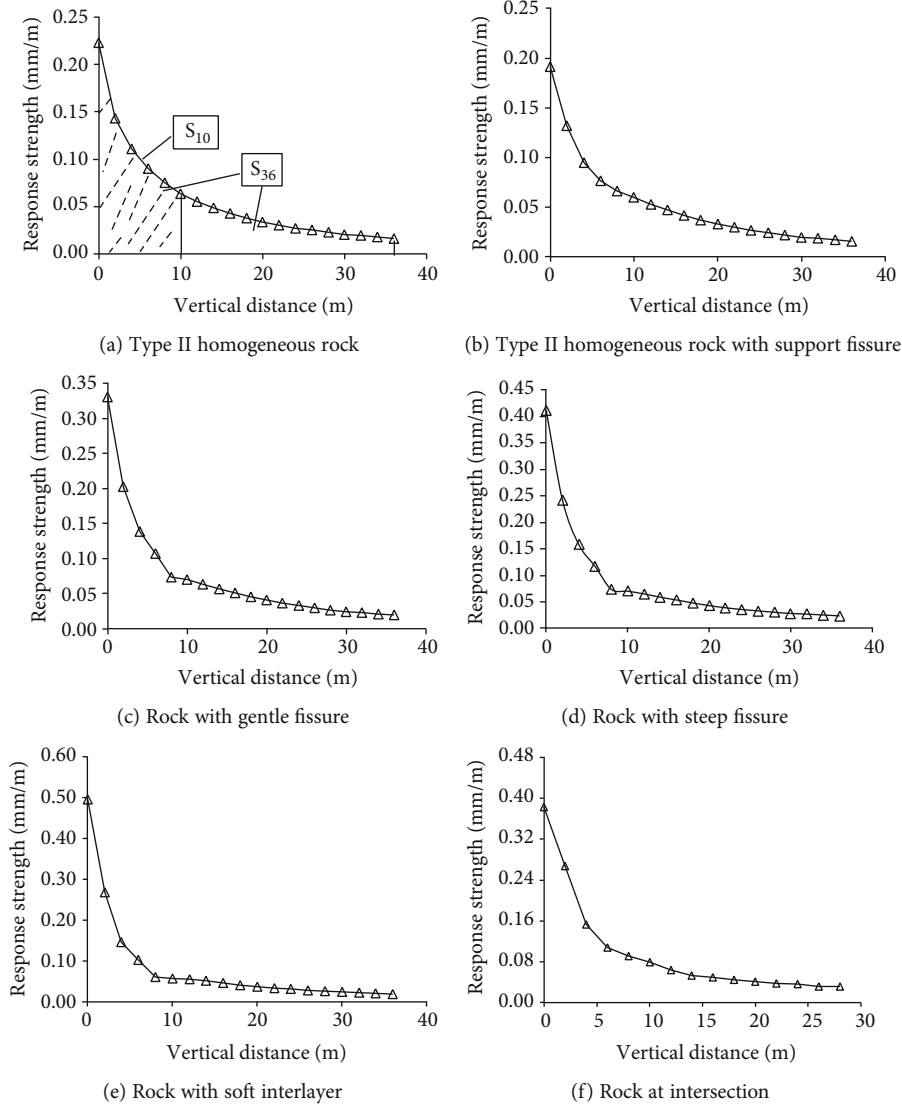 0.25
0.20
0.15
0.10
0.05
0.00
Response strength (mm/m)
S10
S36
0 10 20 30 40
Vertical distance (m)
(a) Type II homogeneous rock
0.25
0.20
0.15
0.10
0.05
0.00
Response strength (mm/m)
0 10 20 30 40
Vertical distance (m)
(b) Type II homogeneous rock with support fissure
0.35
0.30
0.25
0.20
0.15
0.10
0.05
0.00
Response strength (mm/m)
0 10 20 30 40
Vertical distance (m)
(c) Rock with gentle fissure
0.45
0.40
0.35
0.30
0.25
0.20
0.15
0.10
0.05
0.00
Response strength (mm/m)
0 10 20 30 40
Vertical distance (m)
(d) Rock with steep fissure
0.60
0.50
0.40
0.30
0.20
0.10
0.00
Response strength (mm/m)
0 10 20 30 40
Vertical distance (m)
(e) Rock with soft interlayer
0.48
0.40
0.32
0.24
0.16
0.08
0.00
Response strength (mm/m)
0 5 10 15 20 25 30
Vertical distance (m)
(f) Rock at intersection